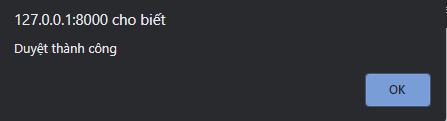 127.0.0.1:8000 cho biết
Duyệt thành công
OK